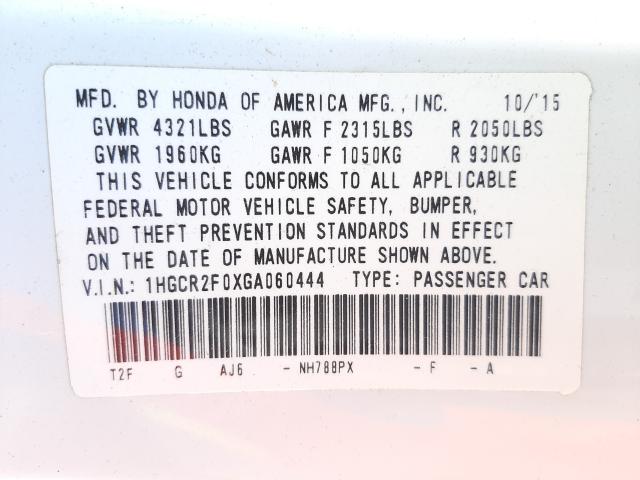 MFD. BY HONDA OF AMERICA MFG., INC. 10/'15
GVWR 4321LBS GAWR F 2315LBS R 2050LBS
GVWR 1960KG GAWR F 1050KG R 930KG
THIS VEHICLE CONFORMS TO ALL APPLICABLE
FEDERAL MOTOR VEHICLE SAFETY, BUMPER,
AND THEFT PREVENTION STANDARDS IN EFFECT
ON THE DATE OF MANUFACTURE SHOWN ABOVE.
V.I.N.: 1HGCR2F0XGA060444 TYPE: PASSENGER CAR
T2F G AJ6 - NH788PX - F - A